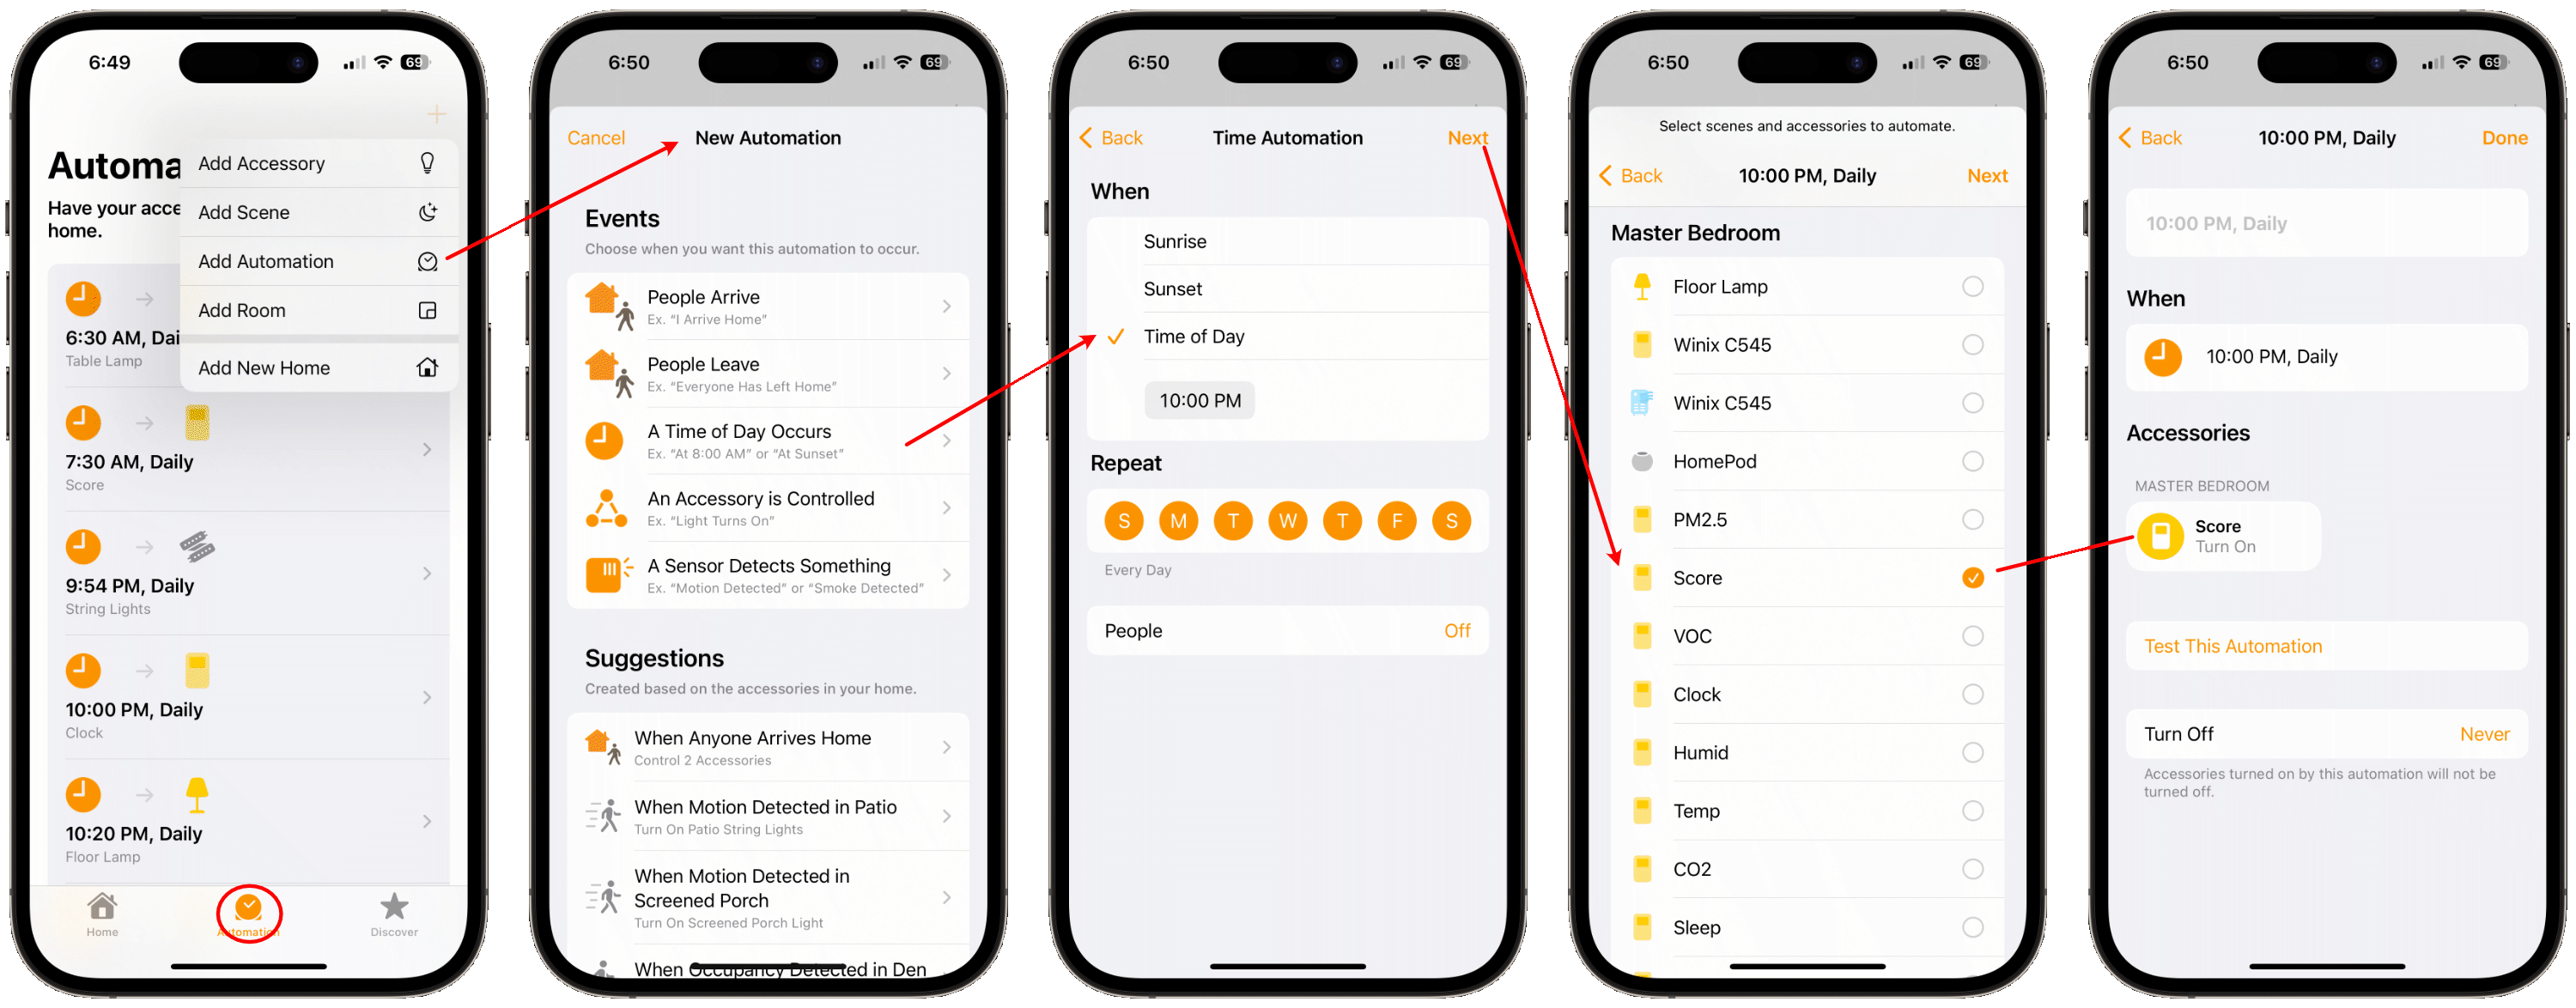 6:49
69
Automa
Have your acce
home.
Add Accessory
Add Scene
Add Automation
Add Room
Add New Home
6:30 AM, Dai
Table Lamp
7:30 AM, Daily
Score
9:54 PM, Daily
String Lights
10:00 PM, Daily
Clock
10:20 PM, Daily
Floor Lamp
Home
Automation
Discover
6:50
69
Cancel
New Automation
Events
Choose when you want this automation to occur.
People Arrive
Ex. “I Arrive Home”
People Leave
Ex. “Everyone Has Left Home”
A Time of Day Occurs
Ex. “At 8:00 AM” or “At Sunset”
An Accessory is Controlled
Ex. “Light Turns On”
A Sensor Detects Something
Ex. “Motion Detected” or “Smoke Detected”
Suggestions
Created based on the accessories in your home.
When Anyone Arrives Home
Control 2 Accessories
When Motion Detected in Patio
Turn On Patio String Lights
When Motion Detected in
Screened Porch
Turn On Screened Porch Light
When Occupancy Detected in Den
6:50
69
Back
Time Automation
Next
When
Sunrise
Sunset
Time of Day
10:00 PM
Repeat
S M T W T F S
Every Day
People
Off
6:50
69
Select scenes and accessories to automate.
Back
10:00 PM, Daily
Next
Master Bedroom
Floor Lamp
Winix C545
Winix C545
HomePod
PM2.5
Score
VOC
Clock
Humid
Temp
CO2
Sleep
6:50
69
Back
10:00 PM, Daily
Done
10:00 PM, Daily
When
10:00 PM, Daily
Accessories
MASTER BEDROOM
Score
Turn On
Test This Automation
Turn Off
Never
Accessories turned on by this automation will not be
turned off.